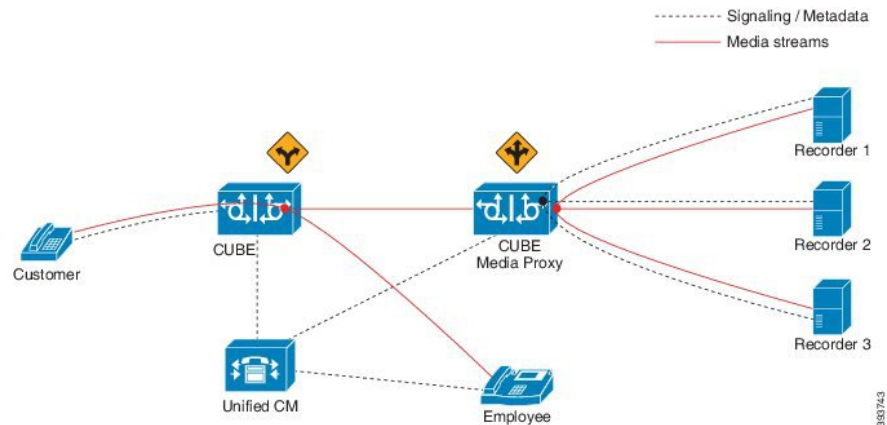 Signaling / Metadata
Media streams
Recorder 1
CUBE
CUBE
Media Proxy
Recorder 2
Customer
Recorder 3
Unified CM
Employee
393743